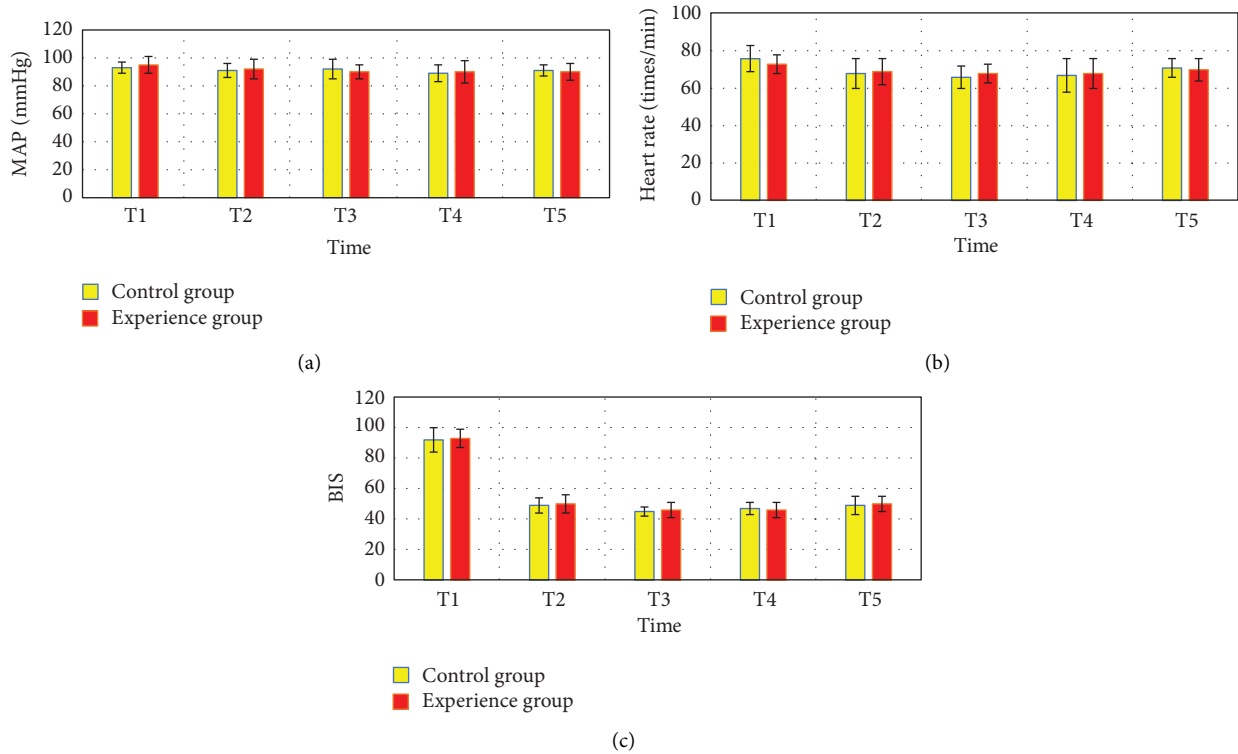 120
100
80
60
40
20
0
MAP (mmHg)
T1 T2 T3 T4 T5
Time
Control group
Experience group
(a)
100
80
60
40
20
0
Heart rate (times/min)
T1 T2 T3 T4 T5
Time
Control group
Experience group
(b)
120
100
80
60
40
20
0
BIS
T1 T2 T3 T4 T5
Time
Control group
Experience group
(c)